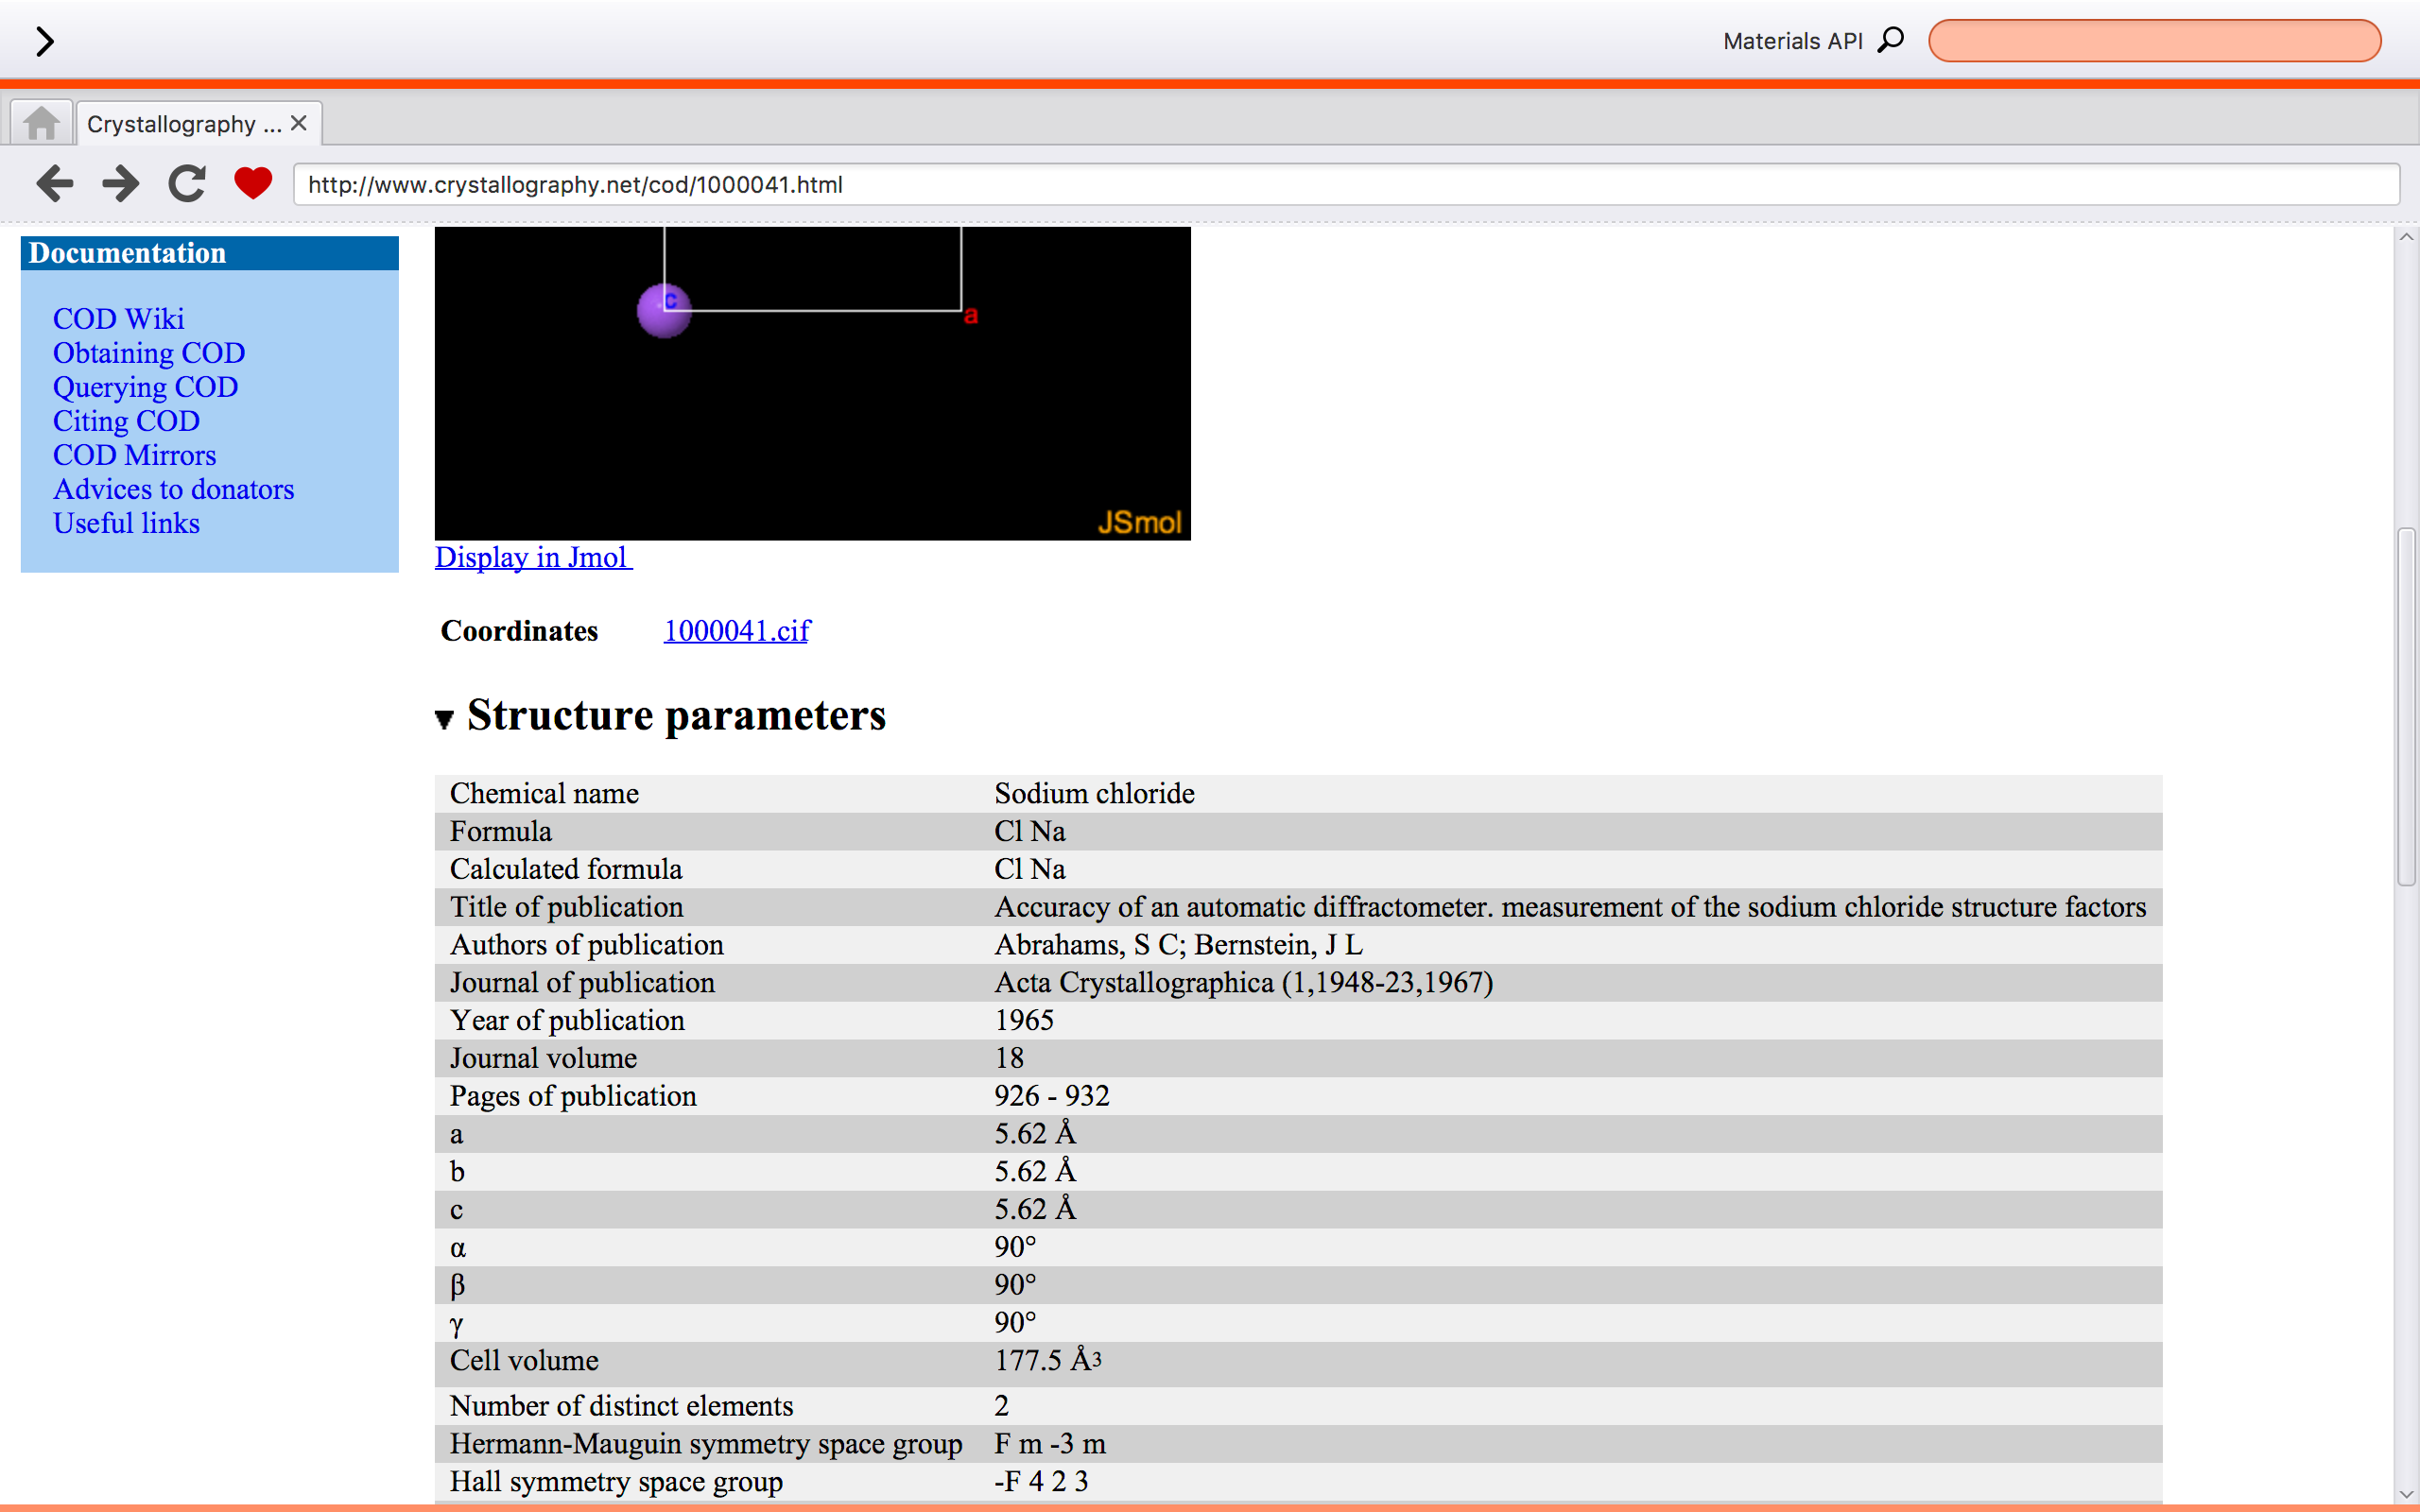 Materials API
Crystallography ...
http://www.crystallography.net/cod/1000041.html
Documentation
COD Wiki
Obtaining COD
Querying COD
Citing COD
COD Mirrors
Advices to donators
Useful links
c
a
JSmol
Display in Jmol
Coordinates 1000041.cif
Structure parameters
Chemical name Sodium chloride
Formula Cl Na
Calculated formula Cl Na
Title of publication Accuracy of an automatic diffractometer. measurement of the sodium chloride structure factors
Authors of publication Abrahams, S C; Bernstein, J L
Journal of publication Acta Crystallographica (1,1948-23,1967)
Year of publication 1965
Journal volume 18
Pages of publication 926 - 932
a 5.62 Å
b 5.62 Å
c 5.62 Å
α 90°
β 90°
γ 90°
Cell volume 177.5 Å3
Number of distinct elements 2
Hermann-Mauguin symmetry space group F m -3 m
Hall symmetry space group -F 4 2 3